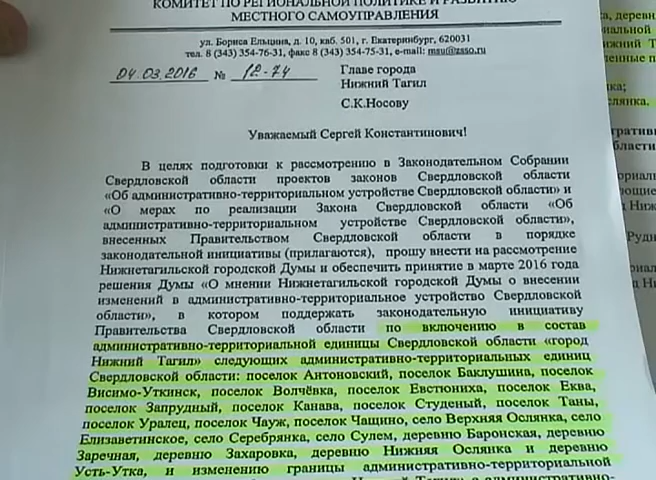 КОМИТЕТ ПО РЕГИОНАЛЬНОЙ ПОЛИТИКЕ И РАЗВИТИЮ
МЕСТНОГО САМОУПРАВЛЕНИЯ
ул. Бориса Ельцина, д. 10, каб. 501, г. Екатеринбург, 620031
тел. 8 (343) 354-76-31, факс 8 (343) 354-75-31, e-mail: msu@zsso.ru
04.03.2016 № 12-74
Главе города
Нижний Тагил
С.К.Носову
Уважаемый Сергей Константинович!
В целях подготовки к рассмотрению в Законодательном Собрании
Свердловской области проектов законов Свердловской области
«Об административно-территориальном устройстве Свердловской области» и
«О мерах по реализации Закона Свердловской области «Об
административно-территориальном устройстве Свердловской области»,
внесенных Правительством Свердловской области в порядке
законодательной инициативы (прилагаются), прошу внести на рассмотрение
Нижнетагильской городской Думы и обеспечить принятие в марте 2016 года
решения Думы «О мнении Нижнетагильской городской Думы о внесении
изменений в административно-территориальное устройство Свердловской
области», в котором поддержать законодательную инициативу
Правительства Свердловской области по включению в состав
административно-территориальной единицы Свердловской области «город
Нижний Тагил» следующих административно-территориальных единиц
Свердловской области: поселок Антоновский, поселок Баклушина, поселок
Висимо-Уткинск, поселок Волчёвка, поселок Евстюниха, поселок Еква,
поселок Запрудный, поселок Канава, поселок Студеный, поселок Таны,
поселок Уралец, поселок Чауж, поселок Чащино, село Верхняя Ослянка, село
Елизаветинское, село Серебрянка, село Сулем, деревню Баронская, деревню
Заречная, деревню Захаровка, деревню Нижняя Ослянка и деревню
Усть-Утка, и изменению границы административно-территориальной